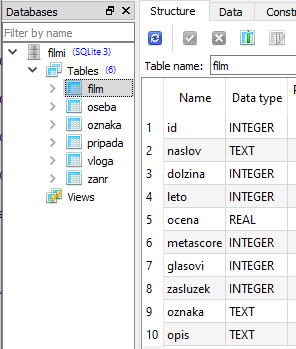 Databases
Filter by name
filmi (SQLite 3)
Tables (6)
film
oseba
oznaka
pripada
vloga
zanr
Views
Structure Data Constr
Table name: film
Name Data type
1 id INTEGER
2 naslov TEXT
3 dolzina INTEGER
4 leto INTEGER
5 ocena REAL
6 metascore INTEGER
7 glasovi INTEGER
8 zasluzek INTEGER
9 oznaka TEXT
10 opis TEXT